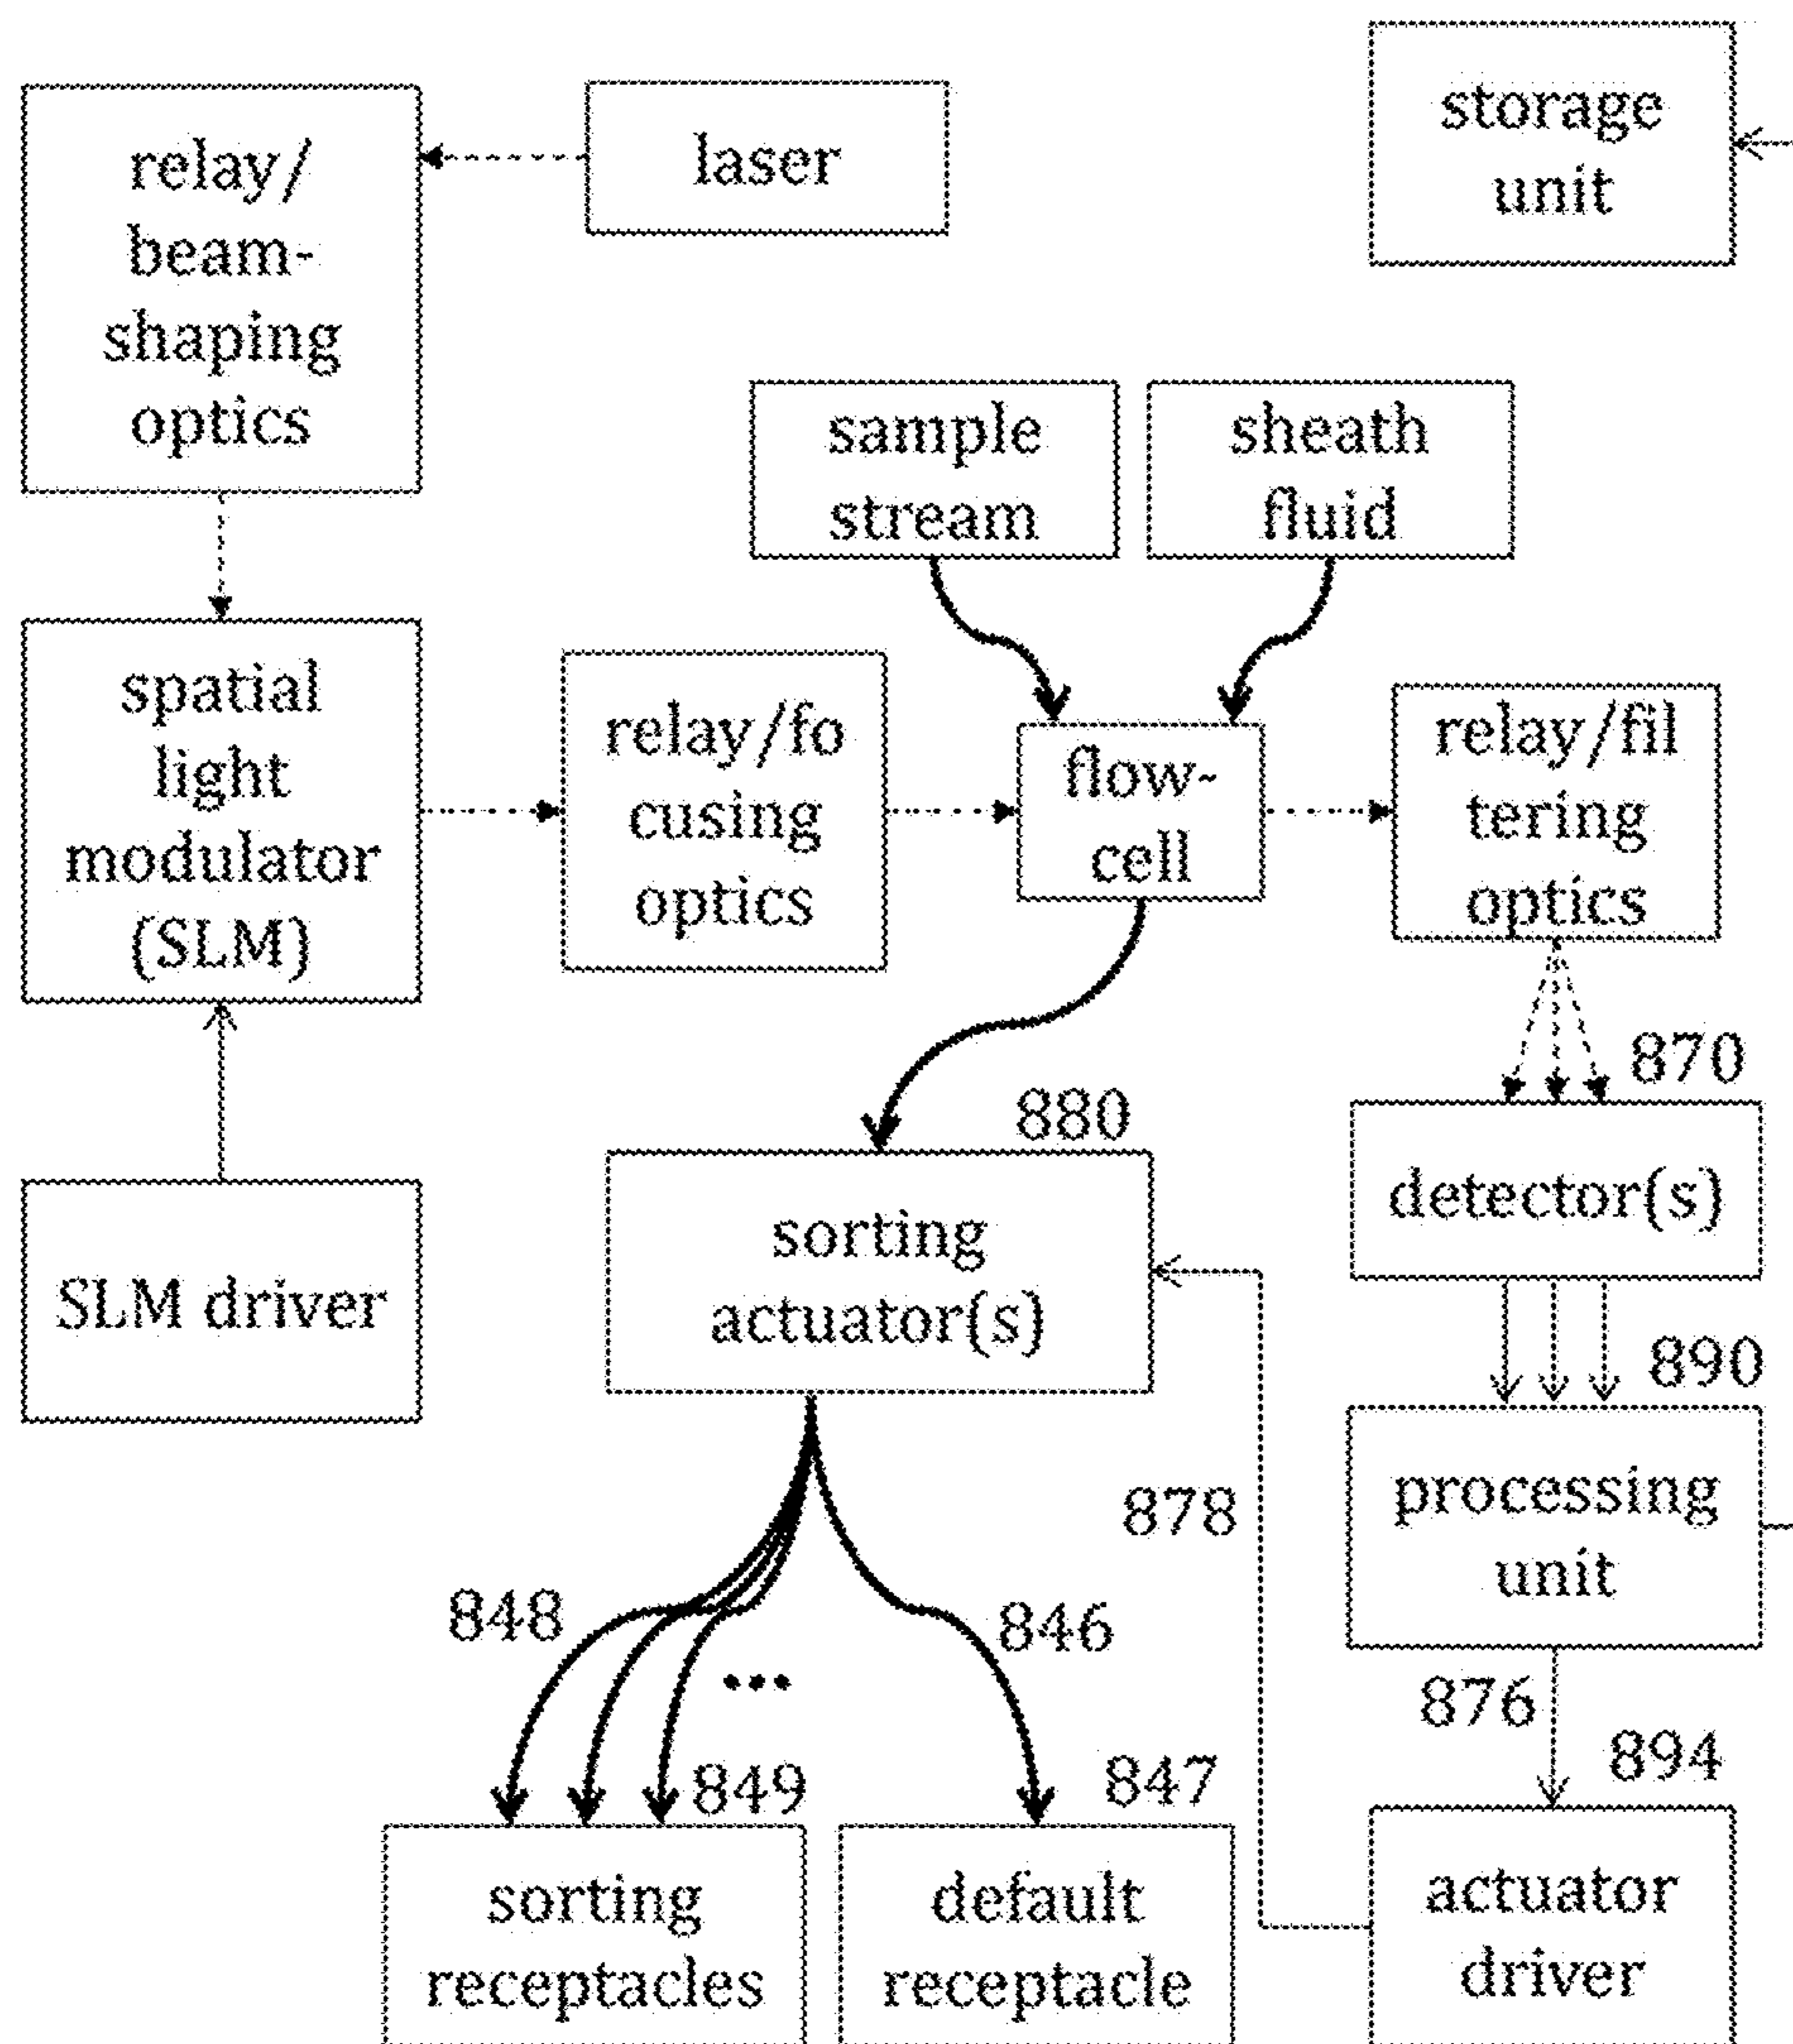 relay/
beam-
shaping
optics
laser
storage
unit
sample
stream
sheath
fluid
spatial
light
modulator
(SLM)
relay/fo
cusing
optics
flow-
cell
relay/fil
tering
optics
870
880
detector(s)
SLM driver
sorting
actuator(s)
890
processing
unit
878
848
846
876
894
849
847
sorting
receptacles
default
receptacle
actuator
driver